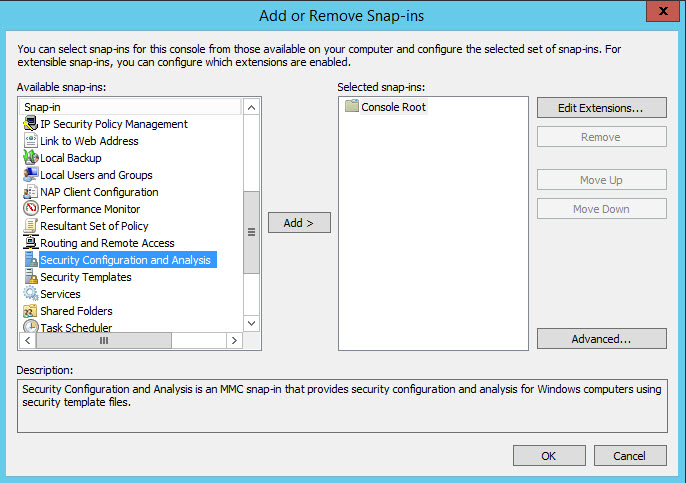 Add or Remove Snap-ins
x
You can select snap-ins for this console from those available on your computer and configure the selected set of snap-ins. For
extensible snap-ins, you can configure which extensions are enabled.
Available snap-ins:
Snap-in
IP Security Policy Management
Link to Web Address
Local Backup
Local Users and Groups
NAP Client Configuration
Performance Monitor
Resultant Set of Policy
Routing and Remote Access
Security Configuration and Analysis
Security Templates
Services
Shared Folders
Task Scheduler
Add >
Selected snap-ins:
Console Root
Edit Extensions...
Remove
Move Up
Move Down
Advanced...
Description:
Security Configuration and Analysis is an MMC snap-in that provides security configuration and analysis for Windows computers using
security template files.
OK
Cancel